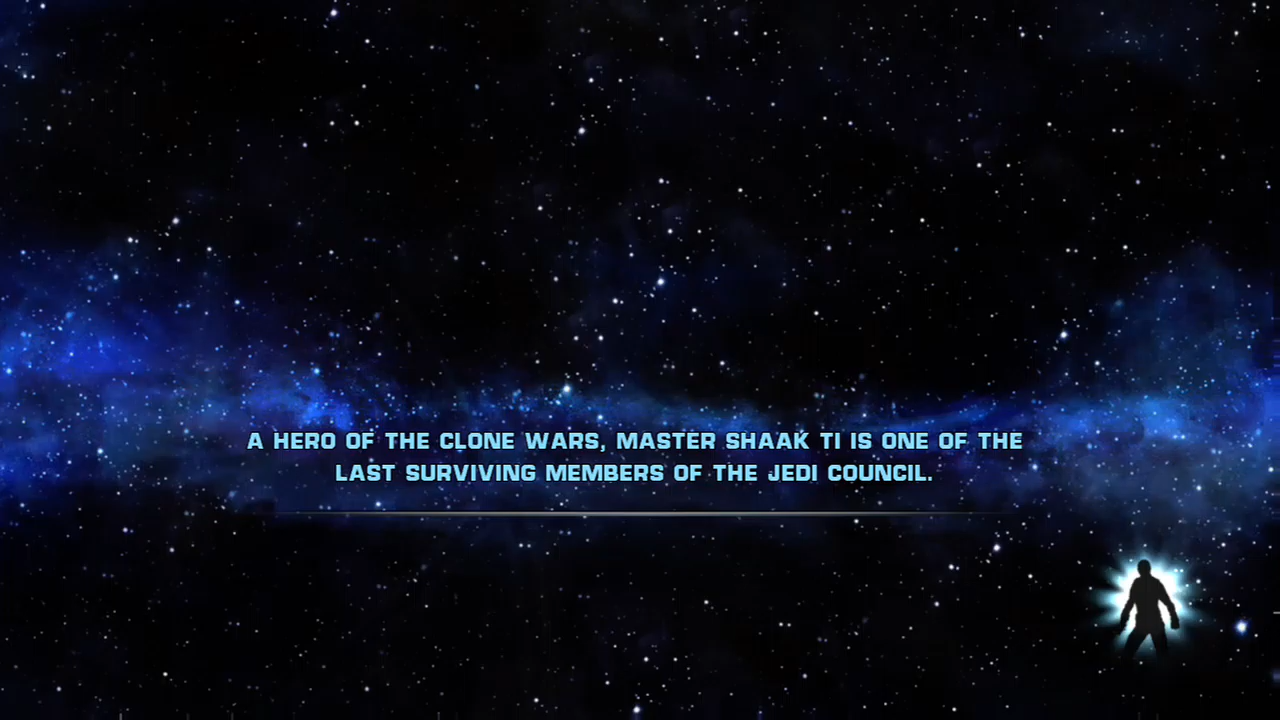 A HERO OF THE CLONE WARS, MASTER SHAAK TI IS ONE OF THE
LAST SURVIVING MEMBERS OF THE JEDI COUNCIL.